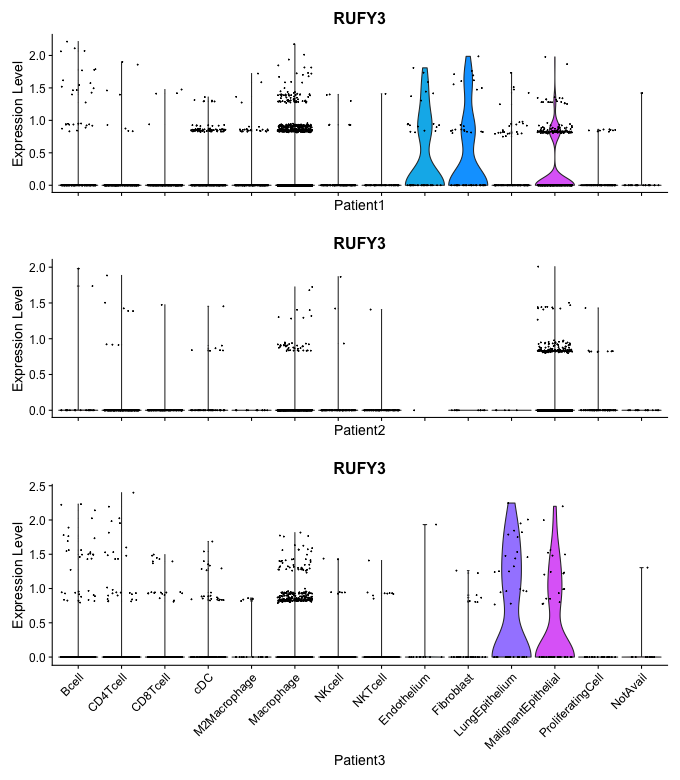 RUFY3
Expression Level
2.0
1.5
1.0
0.5
0.0
Patient1
RUFY3
Expression Level
2.0
1.5
1.0
0.5
0.0
Patient2
RUFY3
Expression Level
2.5
2.0
1.5
1.0
0.5
0.0
Bcell
CD4Tcell
CD8Tcell
cDC
M2Macrophage
Macrophage
NKcell
NKTcell
Endothelium
Fibroblast
LungEpithelium
MalignantEpithelial
ProliferatingCell
NotAvail
Patient3